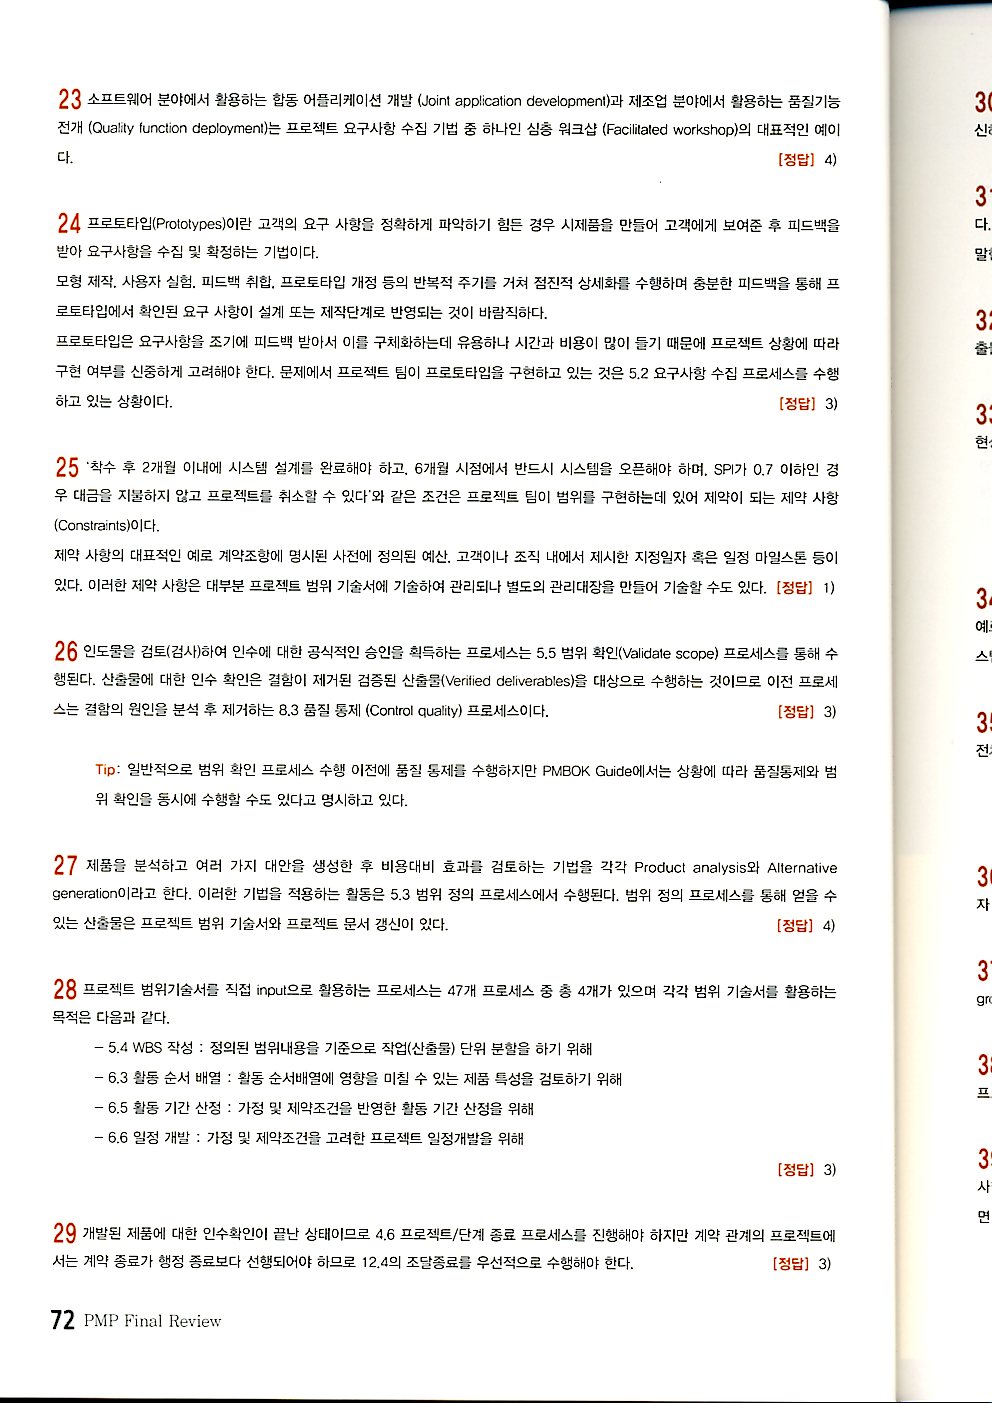 23 소프트웨어 분야에서 활용하는 합동 어플리케이션 개발 (Joint application development)과 제조업 분야에서 활용하는 품질기능
전개 (Quality function deployment)는 프로젝트 요구사항 수집 기법 중 하나인 심층 워크샵 (Facilitated workshop)의 대표적인 예이
다. [정답] 4)
24 프로토타입(Prototypes)이란 고객의 요구 사항을 정확하게 파악하기 힘든 경우 시제품을 만들어 고객에게 보여준 후 피드백을
받아 요구사항을 수집 및 확정하는 기법이다.
모형 제작, 사용자 실험, 피드백 취합, 프로토타입 개정 등의 반복적 주기를 거쳐 점진적 상세화를 수행하며 충분한 피드백을 통해 프
로토타입에서 확인된 요구 사항이 설계 또는 제작단계로 반영되는 것이 바람직하다.
프로토타입은 요구사항을 조기에 피드백 받아서 이를 구체화하는데 유용하나 시간과 비용이 많이 들기 때문에 프로젝트 상황에 따라
구현 여부를 신중하게 고려해야 한다. 문제에서 프로젝트 팀이 프로토타입을 구현하고 있는 것은 5.2 요구사항 수집 프로세스를 수행
하고 있는 상황이다. [정답] 3)
25 '착수 후 2개월 이내에 시스템 설계를 완료해야 하고, 6개월 시점에서 반드시 시스템을 오픈해야 하며, SPI가 0.7 이하인 경
우 대금을 지불하지 않고 프로젝트를 취소할 수 있다'와 같은 조건은 프로젝트 팀이 범위를 구현하는데 있어 제약이 되는 제약 사항
(Constraints)이다.
제약 사항의 대표적인 예로 계약조항에 명시된 사전에 정의된 예산, 고객이나 조직 내에서 제시한 지정일자 혹은 일정 마일스톤 등이
있다. 이러한 제약 사항은 대부분 프로젝트 범위 기술서에 기술하여 관리되나 별도의 관리대장을 만들어 기술할 수도 있다. [정답] 1)
26 인도물을 검토(검사)하여 인수에 대한 공식적인 승인을 획득하는 프로세스는 5.5 범위 확인(Validate scope) 프로세스를 통해 수
행된다. 산출물에 대한 인수 확인은 결함이 제거된 검증된 산출물(Verified deliverables)을 대상으로 수행하는 것이므로 이전 프로세
스는 결함의 원인을 분석 후 제거하는 8.3 품질 통제 (Control quality) 프로세스이다. [정답] 3)
Tip: 일반적으로 범위 확인 프로세스 수행 이전에 품질 통제를 수행하지만 PMBOK Guide에서는 상황에 따라 품질통제와 범
위 확인을 동시에 수행할 수도 있다고 명시하고 있다.
27 제품을 분석하고 여러 가지 대안을 생성한 후 비용대비 효과를 검토하는 기법을 각각 Product analysis와 Alternative
generation이라고 한다. 이러한 기법을 적용하는 활동은 5.3 범위 정의 프로세스에서 수행된다. 범위 정의 프로세스를 통해 얻을 수
있는 산출물은 프로젝트 범위 기술서와 프로젝트 문서 갱신이 있다. [정답] 4)
28 프로젝트 범위기술서를 직접 input으로 활용하는 프로세스는 47개 프로세스 중 총 4개가 있으며 각각 범위 기술서를 활용하는
목적은 다음과 같다.
- 5.4 WBS 작성 : 정의된 범위내용을 기준으로 작업(산출물) 단위 분할을 하기 위해
- 6.3 활동 순서 배열 : 활동 순서배열에 영향을 미칠 수 있는 제품 특성을 검토하기 위해
- 6.5 활동 기간 산정 : 가정 및 제약조건을 반영한 활동 기간 산정을 위해
- 6.6 일정 개발 : 가정 및 제약조건을 고려한 프로젝트 일정개발을 위해
[정답] 3)
29 개발된 제품에 대한 인수확인이 끝난 상태이므로 4.6 프로젝트/단계 종료 프로세스를 진행해야 하지만 계약 관계의 프로젝트에
서는 계약 종료가 행정 종료보다 선행되어야 하므로 12.4의 조달종료를 우선적으로 수행해야 한다. [정답] 3)
72 PMP Final Review
30
31
다.
32
33
34
35
37
38
프
면